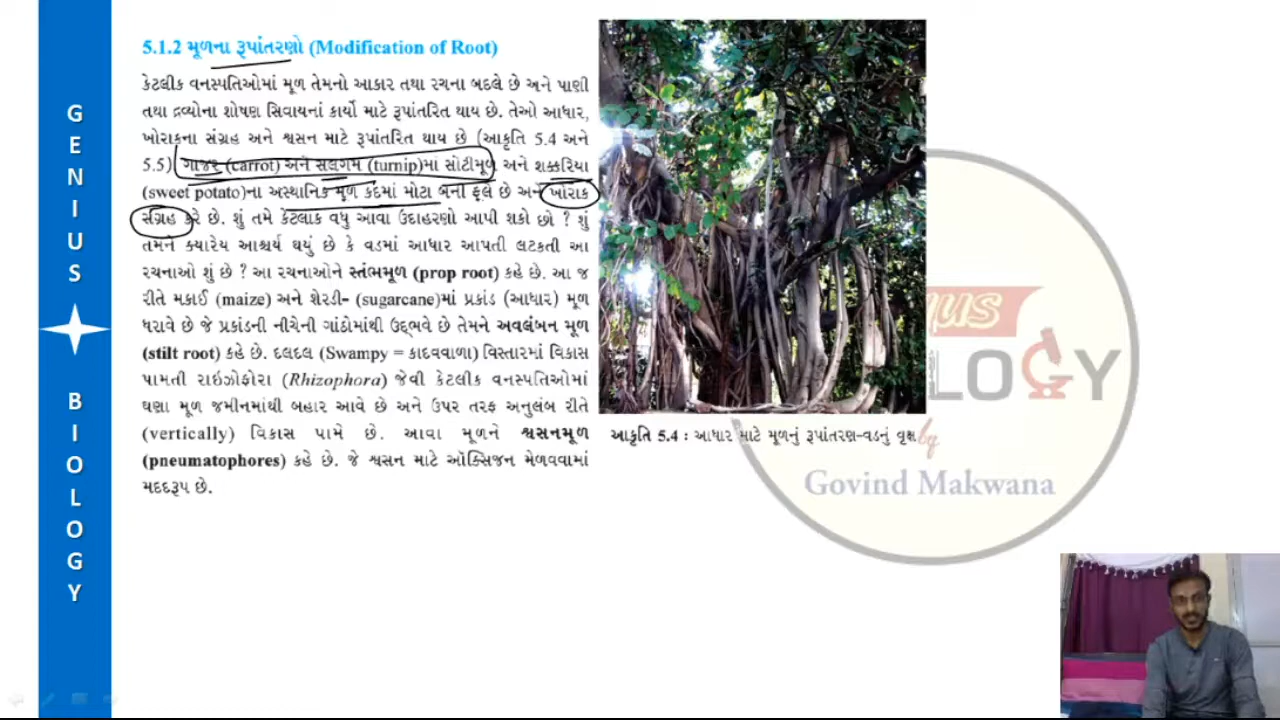 GENIUS BIOLOGY
5.1.2 મૂળના રૂપાંતરણો (Modification of Root)
કેટલીક વનસ્પતિઓમાં મૂળ તેમનો આકાર તથા રચના બદલે છે અને પાણી
તથા દ્રવ્યોના શોષણ સિવાયનાં કાર્યો માટે રૂપાંતરિત થાય છે. તેઓ આધાર,
ખોરાકના સંગ્રહ અને શ્વસન માટે રૂપાંતરિત થાય છે (આકૃતિ 5.4 અને
5.5) ગાજર (carrot) અને સલગમ (turnip)માં સોટીમૂળ અને શક્કરિયા
(sweet potato)ના અસ્થાનિક મૂળ કદમાં મોટા બની ફૂલે છે અને ખોરાક
સંગ્રહ કરે છે. શું તમે કેટલાક વધુ આવા ઉદાહરણો આપી શકો છો ? શું
તમને ક્યારેય આશ્ચર્ય થયું છે કે વડમાં આધાર આપતી લટકતી આ
રચનાઓ શું છે ? આ રચનાઓને સ્તંભમૂળ (prop root) કહે છે. આ જ
રીતે મકાઈ (maize) અને શેરડી- (sugarcane)માં પ્રકાંડ (આધાર) મૂળ
ધરાવે છે જે પ્રકાંડની નીચેની ગાંઠોમાંથી ઉદ્ભવે છે તેમને અવલંબન મૂળ
(stilt root) કહે છે. દલદલ (Swampy = કાદવવાળા) વિસ્તારમાં વિકાસ
પામતી રાઇઝોફોરા (Rhizophora) જેવી કેટલીક વનસ્પતિઓમાં
ઘણા મૂળ જમીનમાંથી બહાર આવે છે અને ઉપર તરફ અનુલંબ રીતે
(vertically) વિકાસ પામે છે. આવા મૂળને શ્વસનમૂળ
(pneumatophores) કહે છે. જે શ્વસન માટે ઑક્સિજન મેળવવામાં
મદદરૂપ છે.
આકૃતિ 5.4 : આધાર માટે મૂળનું રૂપાંતરણ-વડનું વૃક્ષ
by
Govind Makwana